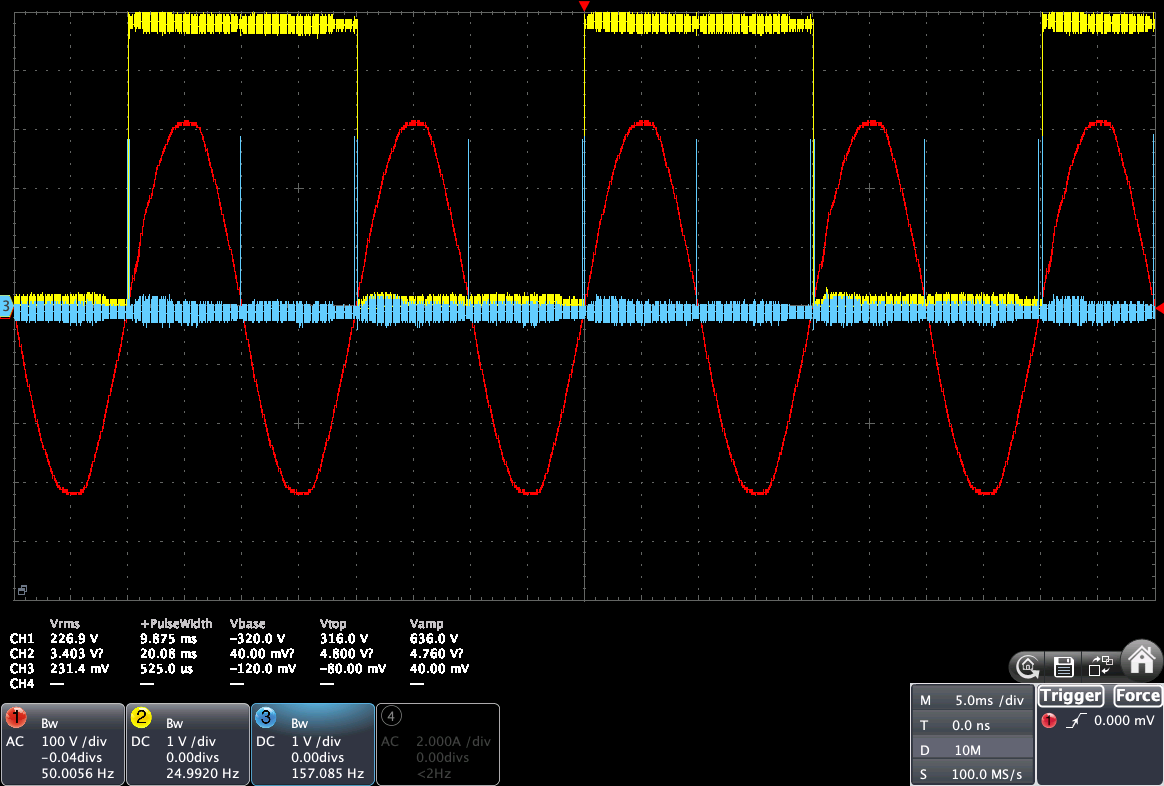 3
Vrms +PulseWidth Vbase Vtop Vamp
CH1 226.9 V 9.875 ms -320.0 V 316.0 V 636.0 V
CH2 3.403 V? 20.08 ms 40.00 mV? 4.800 V? 4.760 V?
CH3 231.4 mV 525.0 µs -120.0 mV -80.00 mV 40.00 mV
CH4 — — — — —
1 Bw
AC 100 V /div
-0.04divs
50.0056 Hz
2 Bw
DC 1 V /div
0.00divs
24.9920 Hz
3 Bw
DC 1 V /div
0.00divs
157.085 Hz
4
AC 2.000A /div
0.00divs
<2Hz
M 5.0ms /div
T 0.0 ns
D 10M
S 100.0 MS/s
Trigger Force
1 0.000 mV